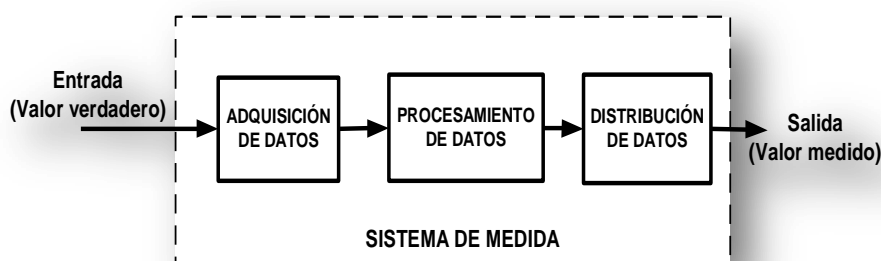 Entrada
(Valor verdadero)
ADQUISICIÓN
DE DATOS
PROCESAMIENTO
DE DATOS
DISTRIBUCIÓN
DE DATOS
Salida
(Valor medido)
SISTEMA DE MEDIDA